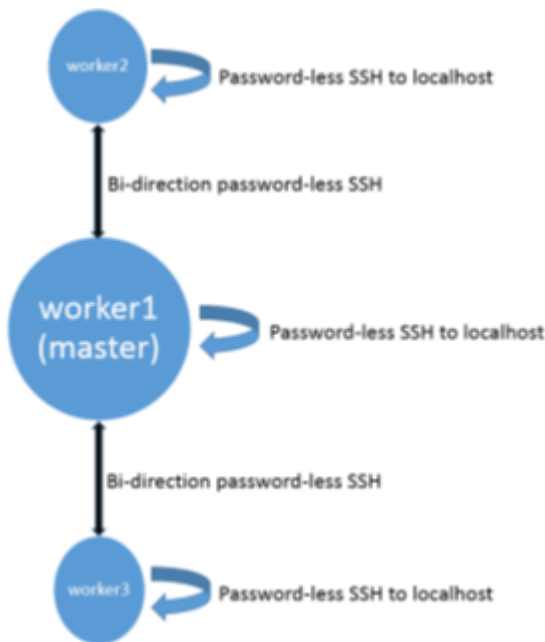 worker2
Password-less SSH to localhost
Bi-direction password-less SSH
worker1
(master)
Password-less SSH to localhost
Bi-direction password-less SSH
worker3
Password-less SSH to localhost